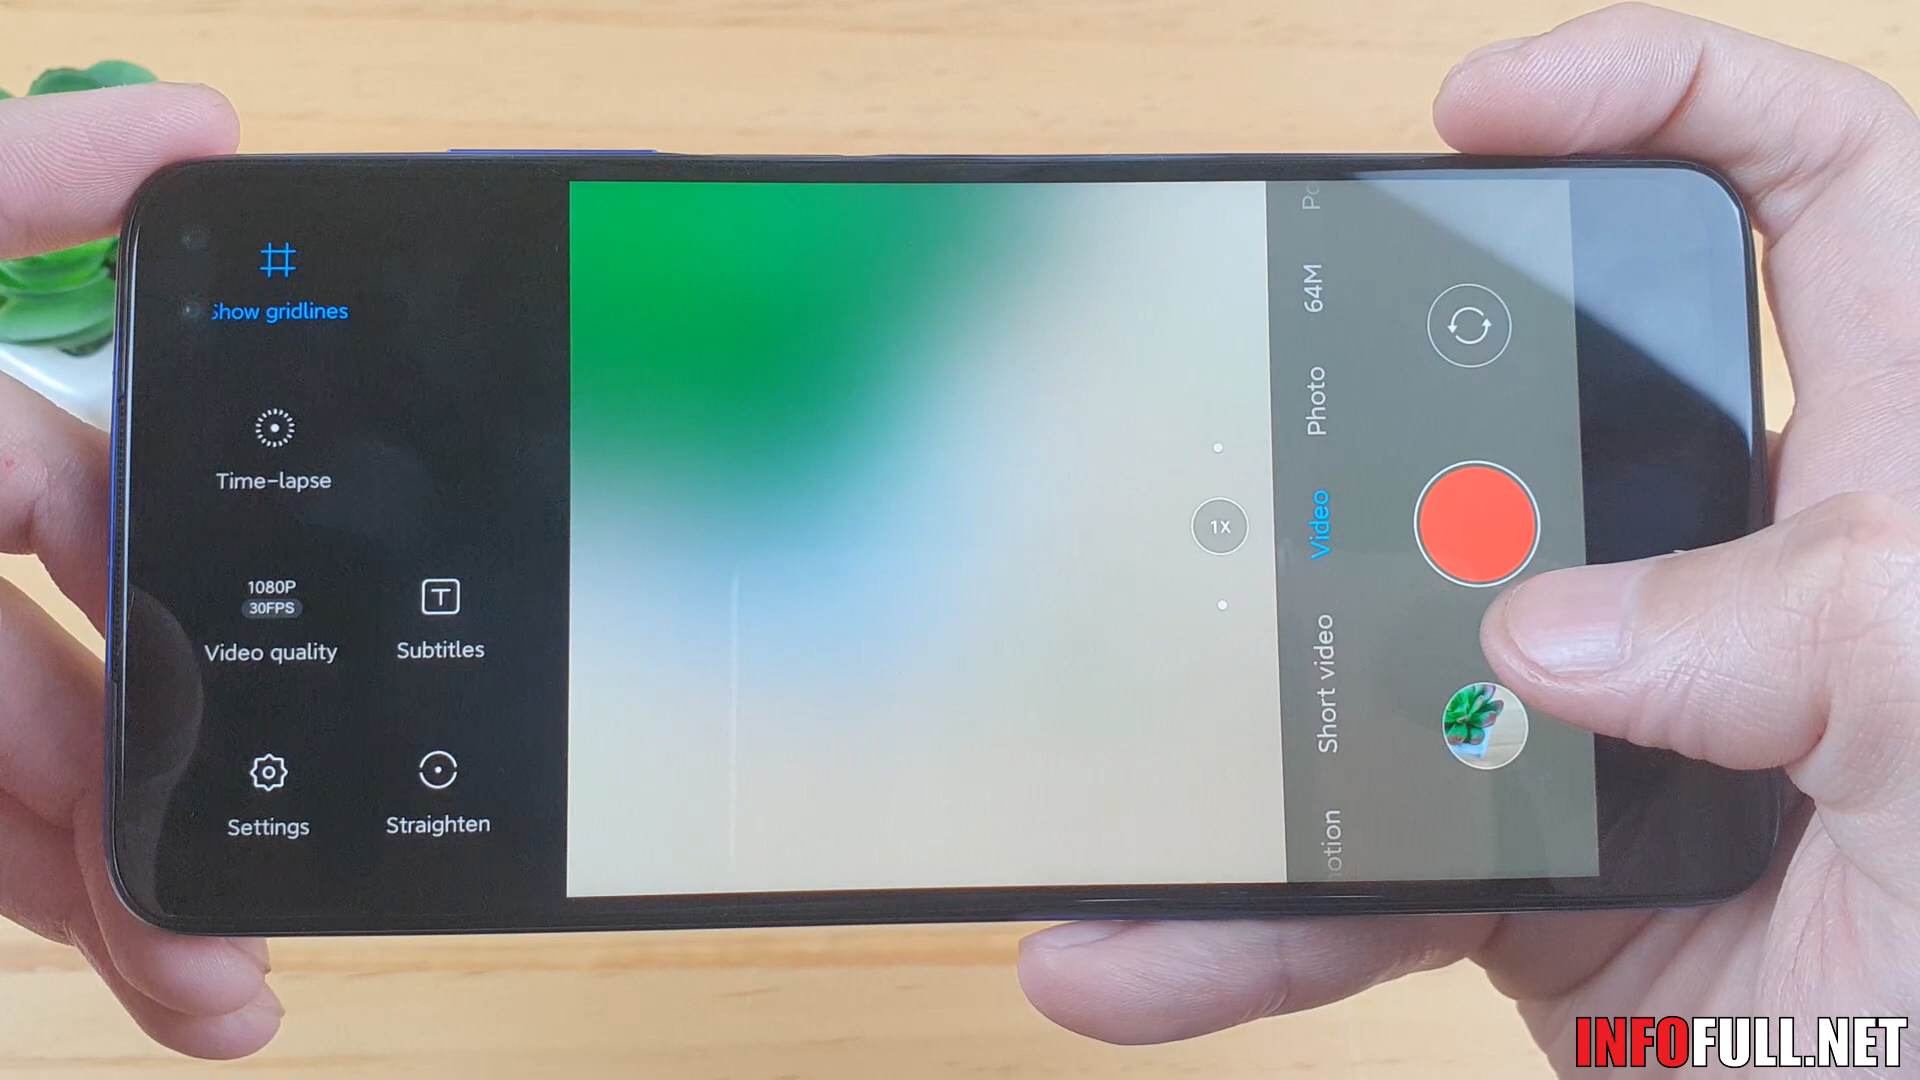 Show gridlines
Time-lapse
1080P
30FPS
Video quality
Subtitles
Settings
Straighten
1X
64M
Photo
Video
Short video
INFOFULL.NET